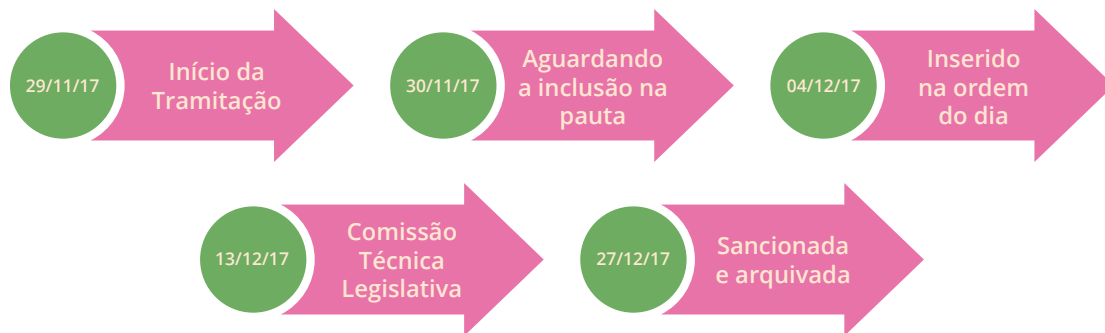 29/11/17
Início da
Tramitação
30/11/17
Aguardando
a inclusão na
pauta
04/12/17
Inserido
na ordem
do dia
13/12/17
Comissão
Técnica
Legislativa
27/12/17
Sancionada
e arquivada